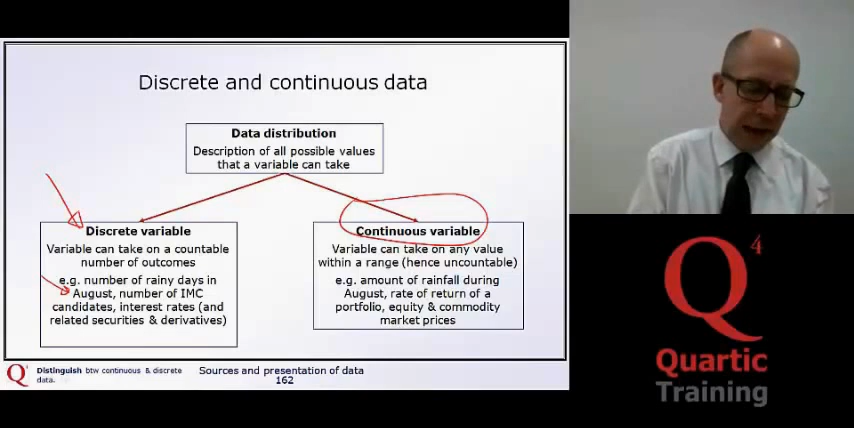 Discrete and continuous data
Data distribution
Description of all possible values
that a variable can take
Discrete variable
Variable can take on a countable
number of outcomes
e.g. number of rainy days in
August, number of IMC
candidates, interest rates (and
related securities & derivatives)
Continuous variable
Variable can take on any value
within a range (hence uncountable)
e.g. amount of rainfall during
August, rate of return of a
portfolio, equity & commodity
market prices
Q4
Distinguish btw continuous & discrete
data.
Sources and presentation of data
162
Q4
Quartic
Training